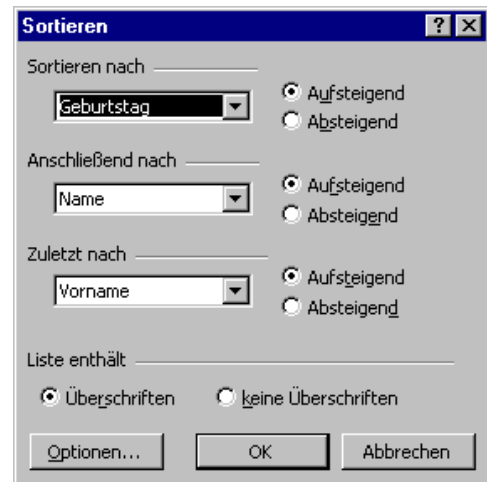 Sortieren
Sortieren nach
Geburtstag
Aufsteigend
Absteigend
Anschließend nach
Name
Aufsteigend
Absteigend
Zuletzt nach
Vorname
Aufsteigend
Absteigend
Liste enthält
Überschriften keine Überschriften
Optionen... OK Abbrechen